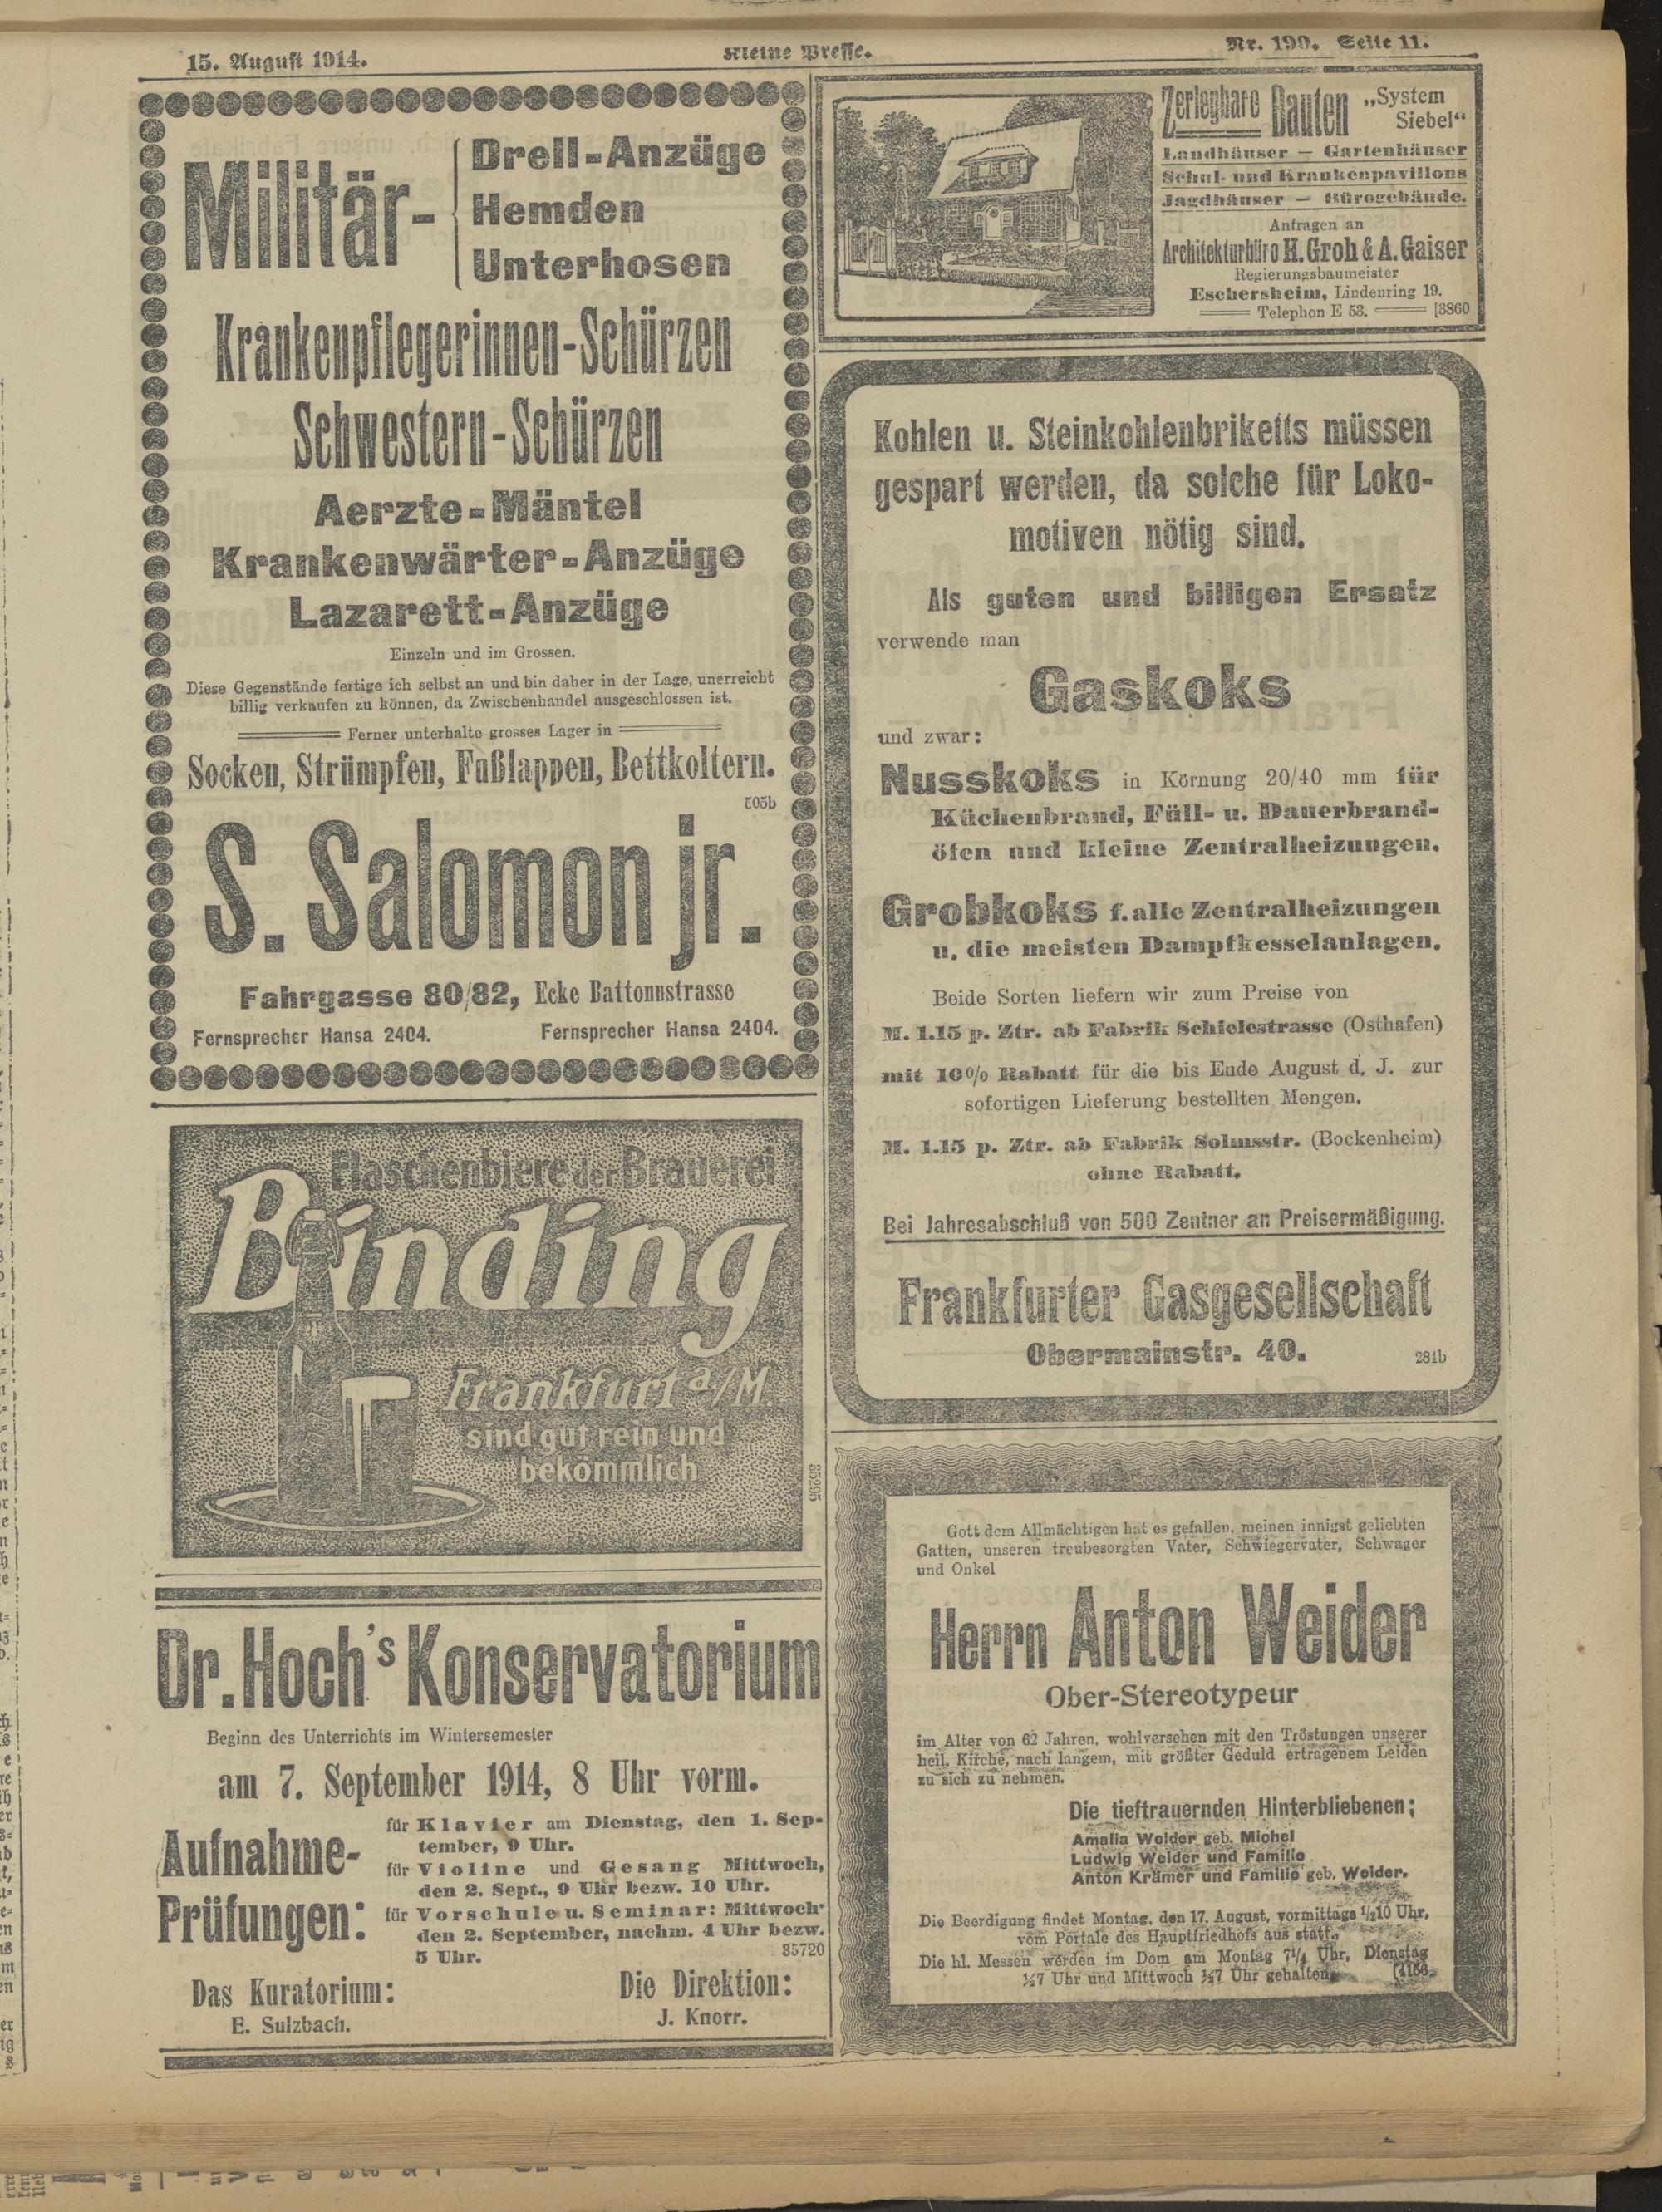 15. August 1914.
Kleine Presse.
Nr. 190. Seite 11.
Militär-
Drell-Anzüge
Hemden
Unterhosen
Krankenpflegerinnen-Schürzen
Schwestern-Schürzen
Aerzte-Mäntel
Krankenwärter-Anzüge
Lazarett-Anzüge
Einzeln und im Grossen.
Diese Gegenstände fertige ich selbst an und bin daher in der Lage, unerreicht
billig verkaufen zu können, da Zwischenhandel ausgeschlossen ist.
Ferner unterhalte grosses Lager in
Socken, Strümpfen, Fußlappen, Bettkoltern.
505b
S. Salomon jr.
Fahrgasse 80/82, Ecke Battonnstrasse
Fernsprecher Hansa 2404. Fernsprecher Hansa 2404.
Flaschenbiere der Brauerei
Binding
Frankfurt a/M.
sind gut rein und
bekömmlich
35295
Dr. Hoch's Konservatorium
Beginn des Unterrichts im Wintersemester
am 7. September 1914, 8 Uhr vorm.
Aufnahme-
Prüfungen:
für Klavier am Dienstag, den 1. Sep-
tember, 9 Uhr.
für Violine und Gesang Mittwoch,
den 2. Sept., 9 Uhr bezw. 10 Uhr.
für Vorschule u. Seminar: Mittwoch
den 2. September, nachm. 4 Uhr bezw.
5 Uhr.
35720
Das Kuratorium: Die Direktion:
E. Sulzbach. J. Knorr.
Zerlegbare Bauten „System
Siebel“
Landhäuser — Gartenhäuser
Schul- und Krankenpavillons
Jagdhäuser — Bürogebäude.
Anfragen an
Architekturbüro H. Groh & A. Gaiser
Regierungsbaumeister
Eschersheim, Lindenring 19.
Telephon E 53. [3860
Kohlen u. Steinkohlenbriketts müssen
gespart werden, da solche für Loko-
motiven nötig sind.
Als guten und billigen Ersatz
verwende man
Gaskoks
und zwar:
Nusskoks in Körnung 20/40 mm für
Küchenbrand, Füll- u. Dauerbrand-
öfen und kleine Zentralheizungen.
Grobkoks f. alle Zentralheizungen
u. die meisten Dampfkesselanlagen.
Beide Sorten liefern wir zum Preise von
M. 1.15 p. Ztr. ab Fabrik Schielestrasse (Osthafen)
mit 10% Rabatt für die bis Ende August d. J. zur
sofortigen Lieferung bestellten Mengen.
M. 1.15 p. Ztr. ab Fabrik Solmsstr. (Bockenheim)
ohne Rabatt.
Bei Jahresabschluß von 500 Zentner an Preisermäßigung.
Frankfurter Gasgesellschaft
Obermainstr. 40.
284b
Gott dem Allmächtigen hat es gefallen, meinen innigst geliebten
Gatten, unseren treubesorgten Vater, Schwiegervater, Schwager
und Onkel
Herrn Anton Weider
Ober-Stereotypeur
im Alter von 62 Jahren, wohlversehen mit den Tröstungen unserer
heil. Kirche, nach langem, mit größter Geduld ertragenem Leiden
zu sich zu nehmen.
Die tieftrauernden Hinterbliebenen:
Amalia Weider geb. Michel
Ludwig Weider und Familie
Anton Krämer und Familie geb. Weider.
Die Beerdigung findet Montag, den 17. August, vormittags ½10 Uhr,
vom Portale des Hauptfriedhofs aus statt.
Die hl. Messen werden im Dom am Montag 7¼ Uhr, Dienstag
½7 Uhr und Mittwoch ½7 Uhr gehalten.